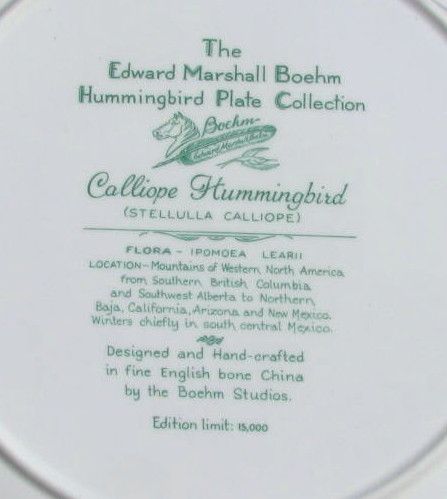 The
Edward Marshall Boehm
Hummingbird Plate Collection
Boehm
Edward Marshall Boehm
Calliope Hummingbird
(STELLULLA CALLIOPE)
FLORA - IPOMOEA LEARII
LOCATION - Mountains of Western North America
from Southern British Columbia
and Southwest Alberta to Northern,
Baja, California, Arizona and New Mexico.
Winters chiefly in south central Mexico.
Designed and Hand-crafted
in fine English bone China
by the Boehm Studios.
Edition limit: 15,000